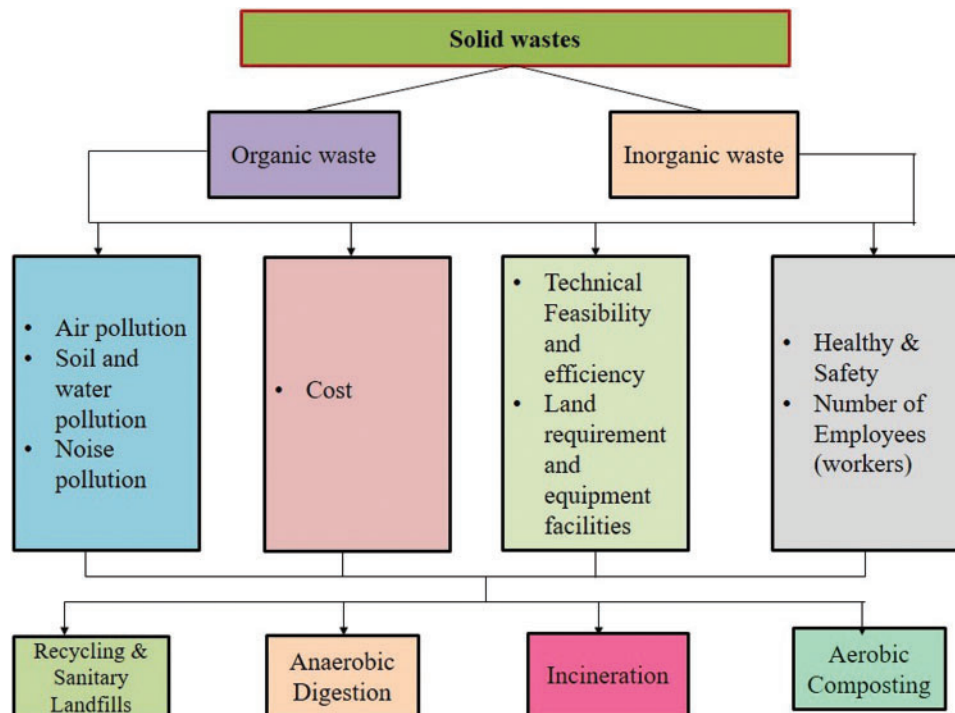 Solid wastes
Organic waste
Inorganic waste
• Air pollution
• Soil and
water
pollution
• Noise
pollution
• Cost
• Technical
Feasibility
and
efficiency
• Land
requirement
and
equipment
facilities
• Healthy &
Safety
• Number of
Employees
(workers)
Recycling &
Sanitary
Landfills
Anaerobic
Digestion
Incineration
Aerobic
Composting